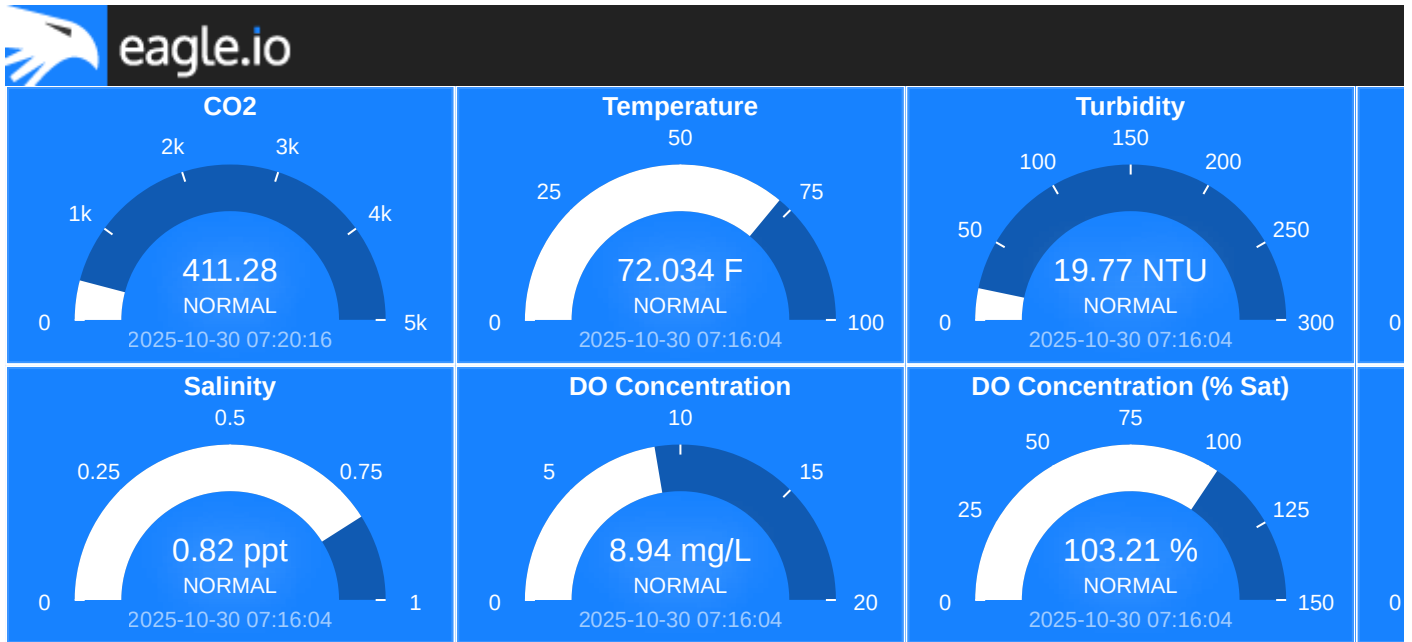 eagle.io
CO2
2k
3k
1k
4k
411.28
NORMAL
0
5k
2025-10-30 07:20:16
Temperature
50
25
75
72.034 F
NORMAL
0
100
2025-10-30 07:16:04
Turbidity
150
100
200
50
250
19.77 NTU
NORMAL
0
300
2025-10-30 07:16:04
0
Salinity
0.5
0.25
0.75
0.82 ppt
NORMAL
0
1
2025-10-30 07:16:04
DO Concentration
10
5
15
8.94 mg/L
NORMAL
0
20
2025-10-30 07:16:04
DO Concentration (% Sat)
75
50
100
25
125
103.21 %
NORMAL
0
150
2025-10-30 07:16:04
0